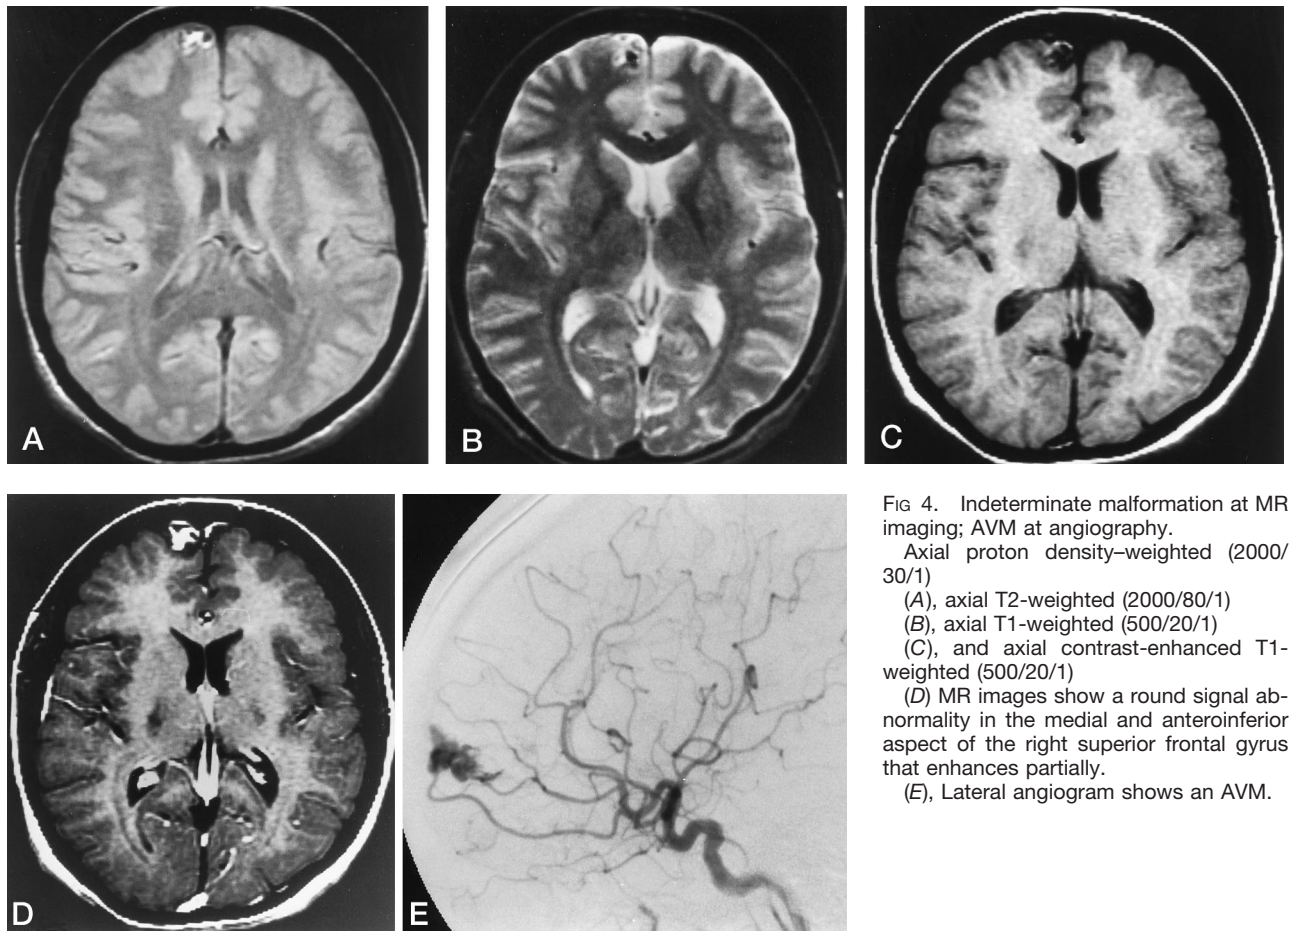 A
B
C
D
E
FIG 4. Indeterminate malformation at MR
imaging; AVM at angiography.
Axial proton density–weighted (2000/
30/1)
(A), axial T2-weighted (2000/80/1)
(B), axial T1-weighted (500/20/1)
(C), and axial contrast-enhanced T1-
weighted (500/20/1)
(D) MR images show a round signal ab-
normality in the medial and anteroinferior
aspect of the right superior frontal gyrus
that enhances partially.
(E), Lateral angiogram shows an AVM.